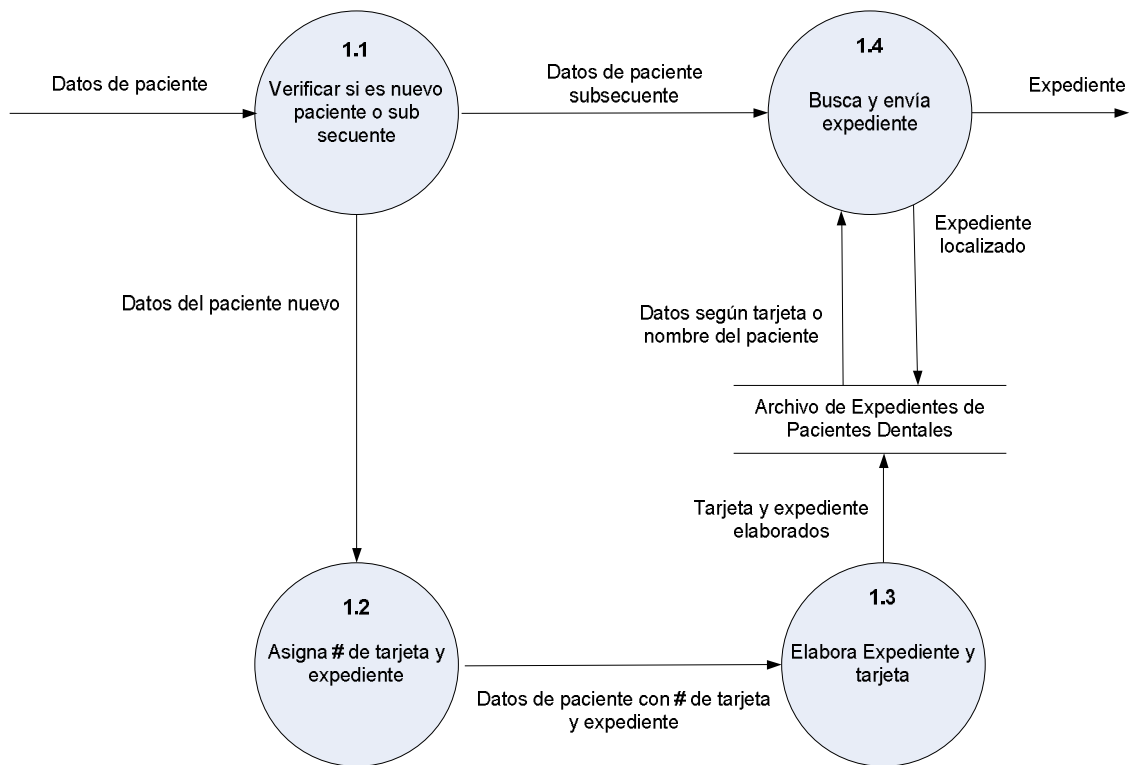 1.1
Verificar si es nuevo
paciente o sub
secuente
Datos de paciente
Datos de paciente
subsecuente
1.4
Busca y envía
expediente
Expediente
Expediente
localizado
Datos del paciente nuevo
Datos según tarjeta o
nombre del paciente
Archivo de Expedientes de
Pacientes Dentales
Tarjeta y expediente
elaborados
1.2
Asigna # de tarjeta y
expediente
Datos de paciente con # de tarjeta
y expediente
1.3
Elabora Expediente y
tarjeta